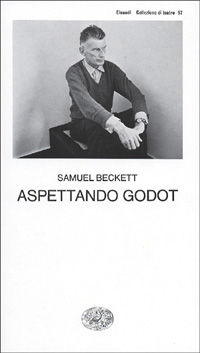 Einaudi Collezione di teatro 57
SAMUEL BECKETT
ASPETTANDO GODOT